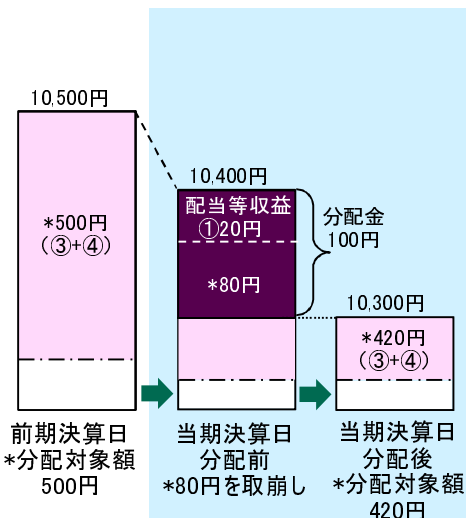 10,500円
*500円
(③+④)
前期決算日
*分配対象額
500円
10,400円
配当等収益
①20円
*80円
分配金
100円
当期決算日
分配前
*80円を取崩し
10,300円
*420円
(③+④)
当期決算日
分配後
*分配対象額
420円